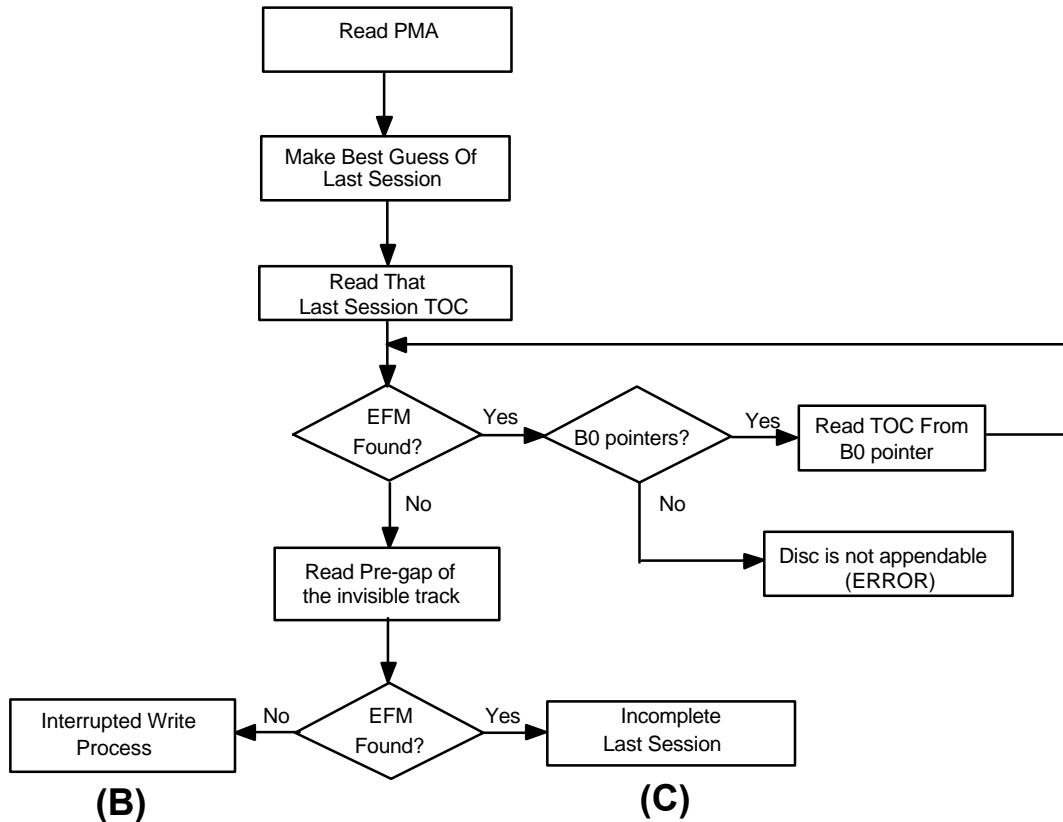 Read PMA
Make Best Guess Of
Last Session
Read That
Last Session TOC
EFM
Found?
Yes
B0 pointers?
Yes
Read TOC From
B0 pointer
No
No
Disc is not appendable
(ERROR)
Read Pre-gap of
the invisible track
Interrupted Write
Process
No
EFM
Found?
Yes
Incomplete
Last Session
(B)
(C)